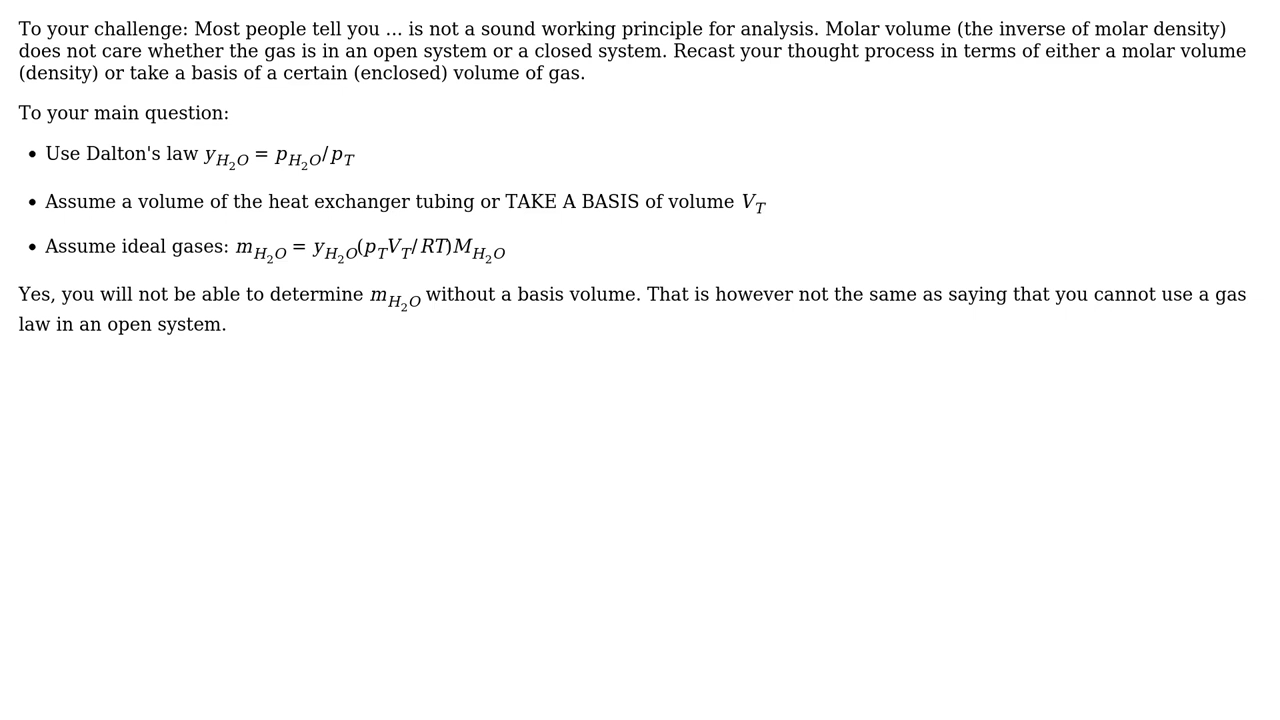 To your challenge: Most people tell you ... is not a sound working principle for analysis. Molar volume (the inverse of molar density)
does not care whether the gas is in an open system or a closed system. Recast your thought process in terms of either a molar volume
(density) or take a basis of a certain (enclosed) volume of gas.
To your main question:
• Use Dalton's law $y_{H_2O} = p_{H_2O}/p_T$
• Assume a volume of the heat exchanger tubing or TAKE A BASIS of volume $V_T$
• Assume ideal gases: $m_{H_2O} = y_{H_2O}(p_T V_T/RT)M_{H_2O}$
Yes, you will not be able to determine $m_{H_2O}$ without a basis volume. That is however not the same as saying that you cannot use a gas
law in an open system.